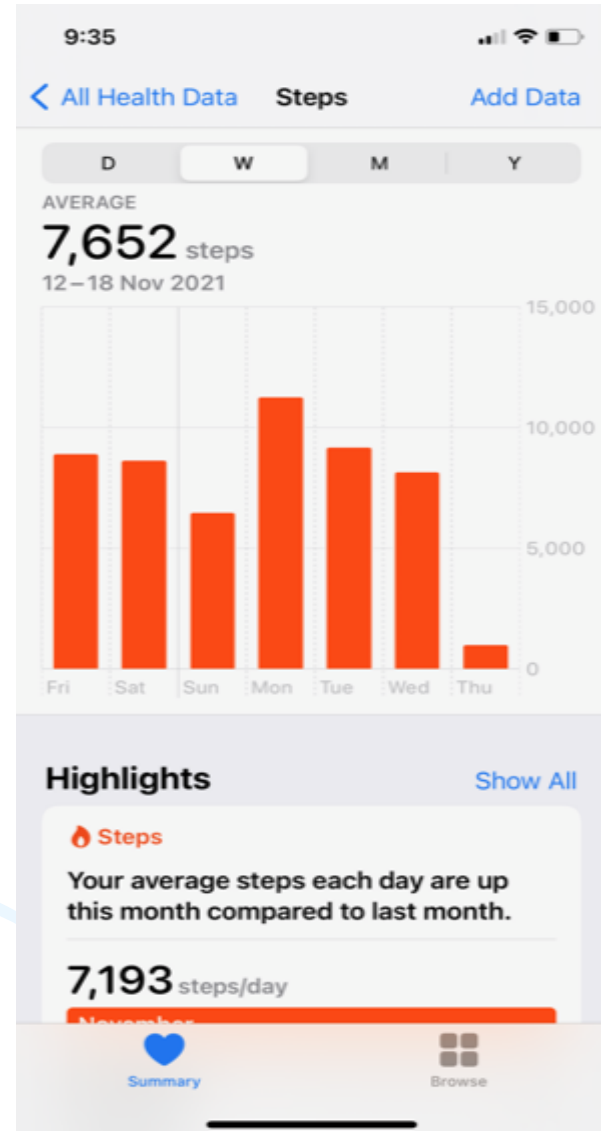 9:35
All Health Data Steps Add Data
D W M Y
AVERAGE
7,652 steps
12–18 Nov 2021
15,000
10,000
5,000
0
Fri Sat Sun Mon Tue Wed Thu
Highlights Show All
Steps
Your average steps each day are up
this month compared to last month.
7,193 steps/day
November
Summary Browse